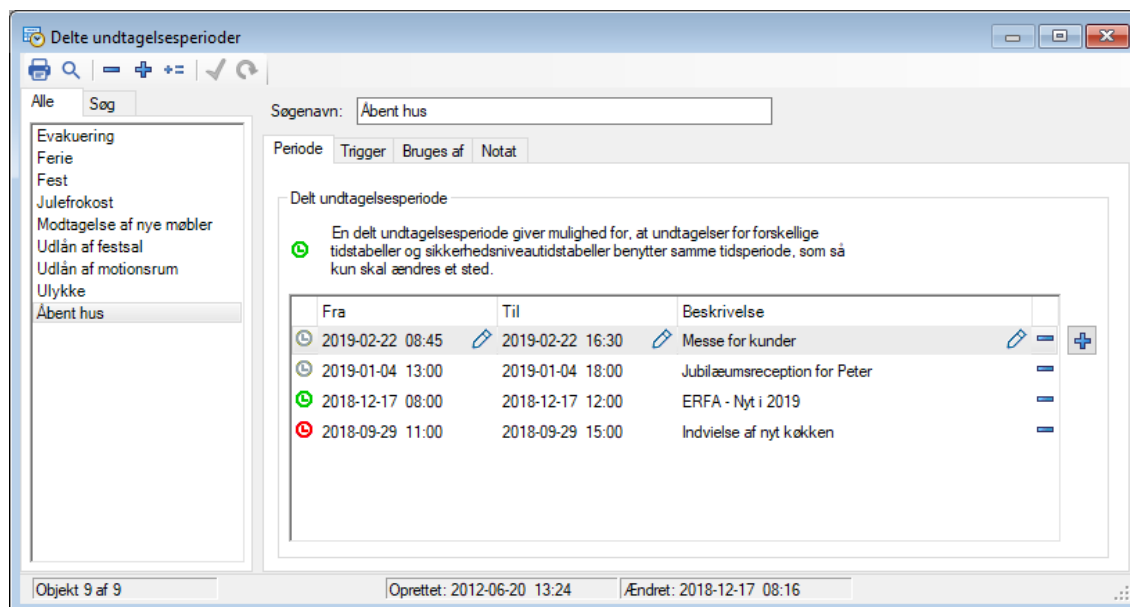 Delte undtagelsesperioder
Alle Søg
Evakuering
Ferie
Fest
Julefrokost
Modtagelse af nye møbler
Udlån af festsal
Udlån af motionsrum
Ulykke
Åbent hus
Søgenavn: Åbent hus
Periode Trigger Bruges af Notat
Delt undtagelsesperiode
En delt undtagelsesperiode giver mulighed for, at undtagelser for forskellige
tidstabeller og sikkerhedsniveautidstabeller benytter samme tidsperiode, som så
kun skal ændres et sted.
Fra Til Beskrivelse
2019-02-22 08:45 2019-02-22 16:30 Messe for kunder
2019-01-04 13:00 2019-01-04 18:00 Jubilæumsreception for Peter
2018-12-17 08:00 2018-12-17 12:00 ERFA - Nyt i 2019
2018-09-29 11:00 2018-09-29 15:00 Indvielse af nyt køkken
Objekt 9 af 9 Oprettet: 2012-06-20 13:24 Ændret: 2018-12-17 08:16